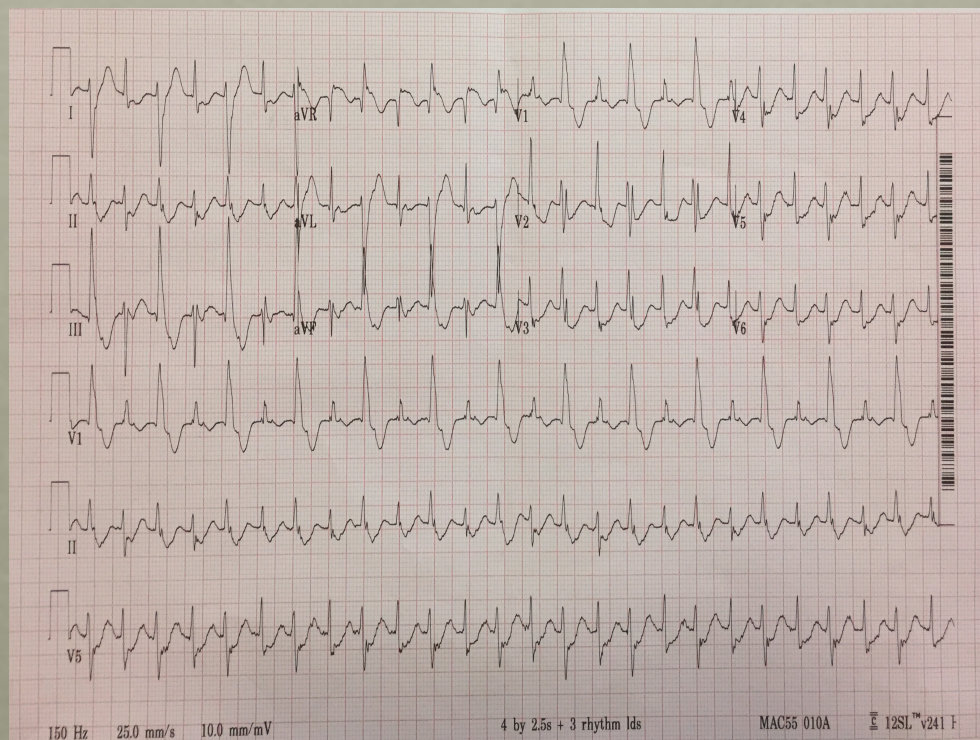 I aVR V1 V4
II aVL V2 V5
III aVF V3 V6
V1
II
V5
150 Hz 25.0 mm/s 10.0 mm/mV 4 by 2.5s + 3 rhythm lds MAC55 010A 12SL™ v241